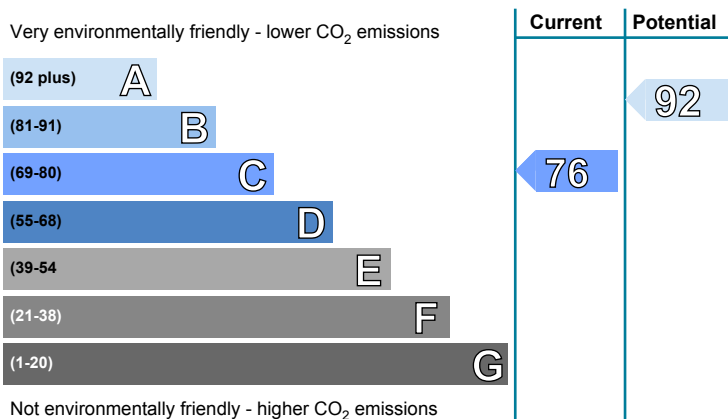 Current Potential
Very environmentally friendly - lower CO2 emissions
(92 plus) A
92
(81-91) B
(69-80) C
76
(55-68) D
(39-54 E
(21-38) F
(1-20) G
Not environmentally friendly - higher CO2 emissions